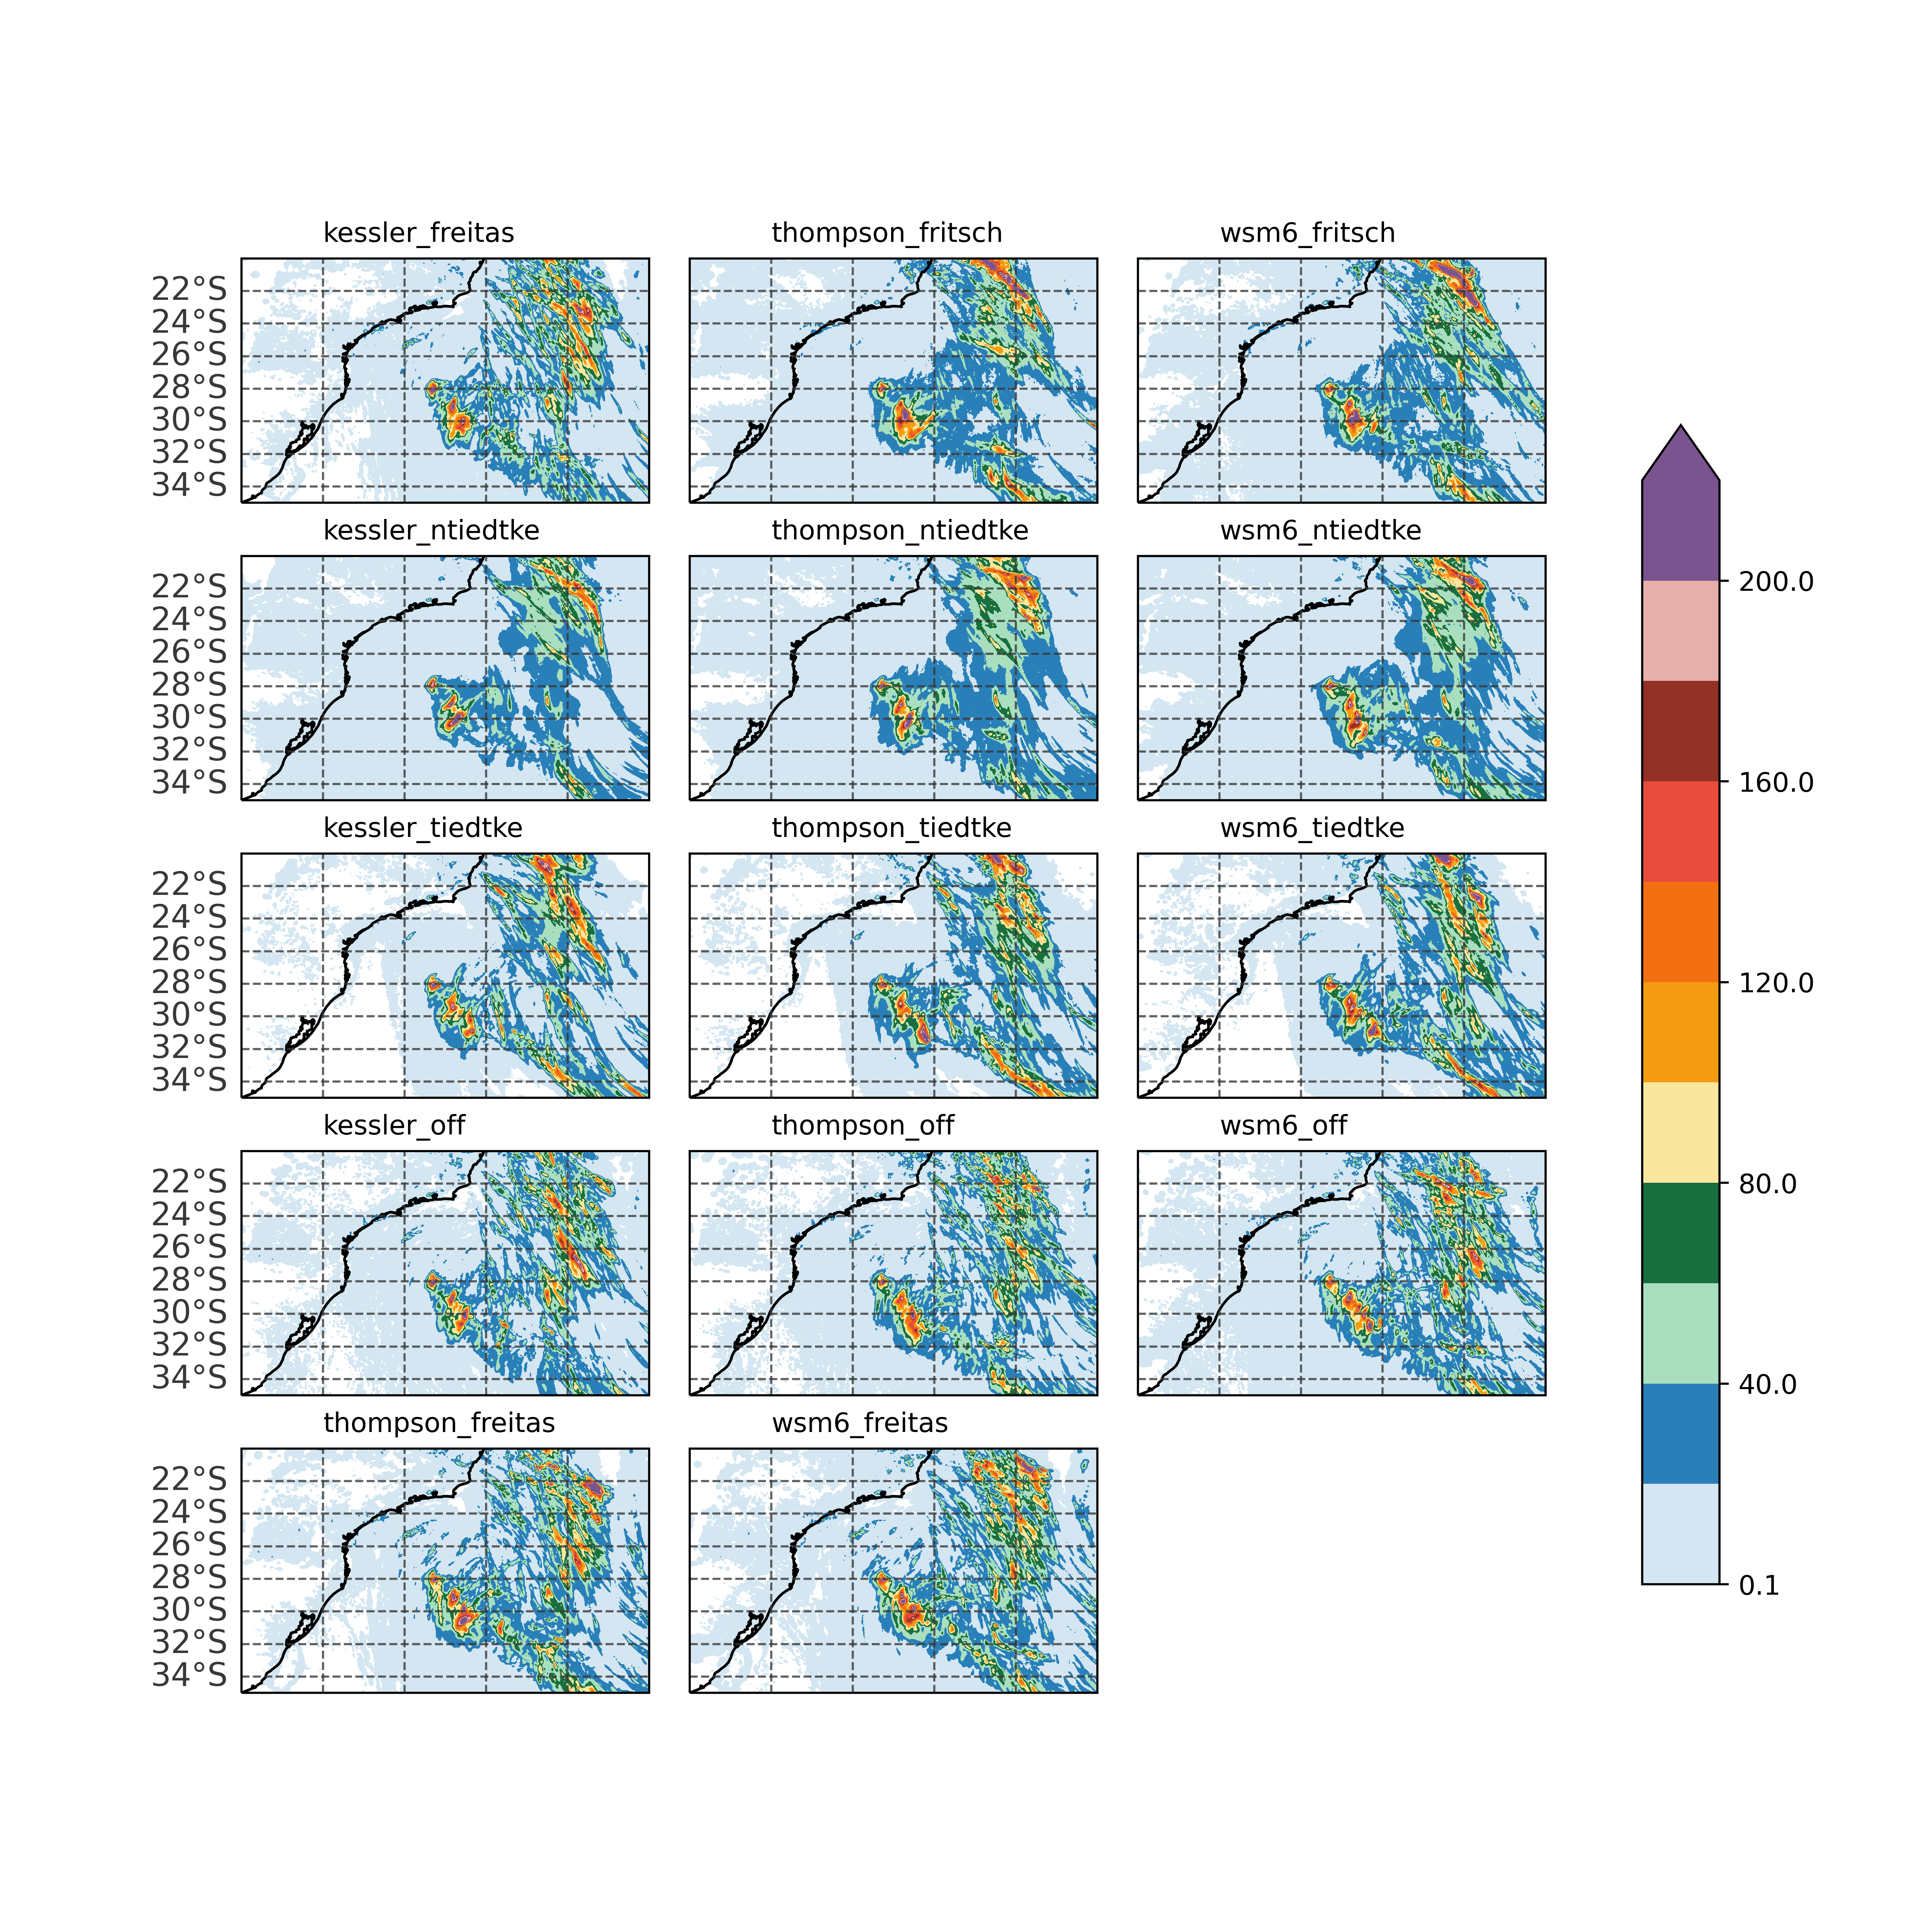 kessler_freitas thompson_fritsch wsm6_fritsch
22°S
24°S
26°S
28°S
30°S
32°S
34°S
kessler_ntiedtke thompson_ntiedtke wsm6_ntiedtke
22°S
24°S
26°S
28°S
30°S
32°S
34°S
kessler_tiedtke thompson_tiedtke wsm6_tiedtke
22°S
24°S
26°S
28°S
30°S
32°S
34°S
kessler_off thompson_off wsm6_off
22°S
24°S
26°S
28°S
30°S
32°S
34°S
thompson_freitas wsm6_freitas
22°S
24°S
26°S
28°S
30°S
32°S
34°S
200.0
160.0
120.0
80.0
40.0
0.1